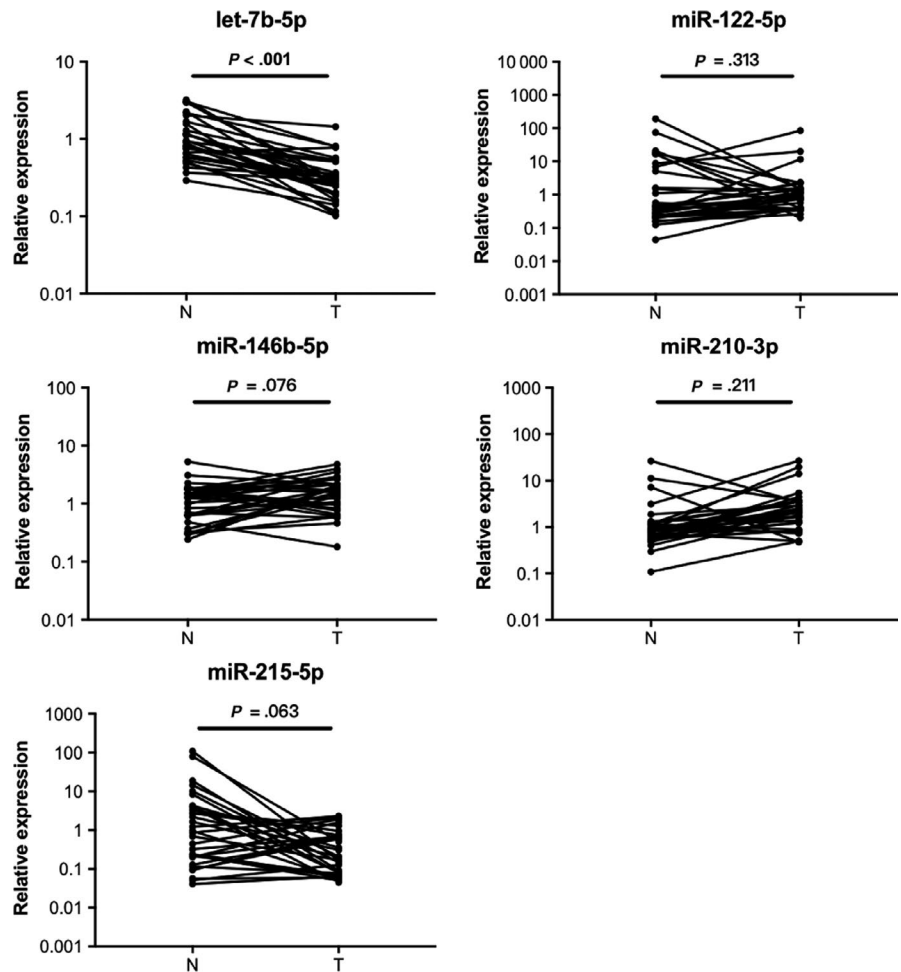 let-7b-5p
P < .001
Relative expression
10
1
0.1
0.01
N T
miR-122-5p
P = .313
Relative expression
10 000
1000
100
10
1
0.1
0.01
0.001
N T
miR-146b-5p
P = .076
Relative expression
100
10
1
0.1
0.01
N T
miR-210-3p
P = .211
Relative expression
1000
100
10
1
0.1
0.01
N T
miR-215-5p
P = .063
Relative expression
1000
100
10
1
0.1
0.01
0.001
N T